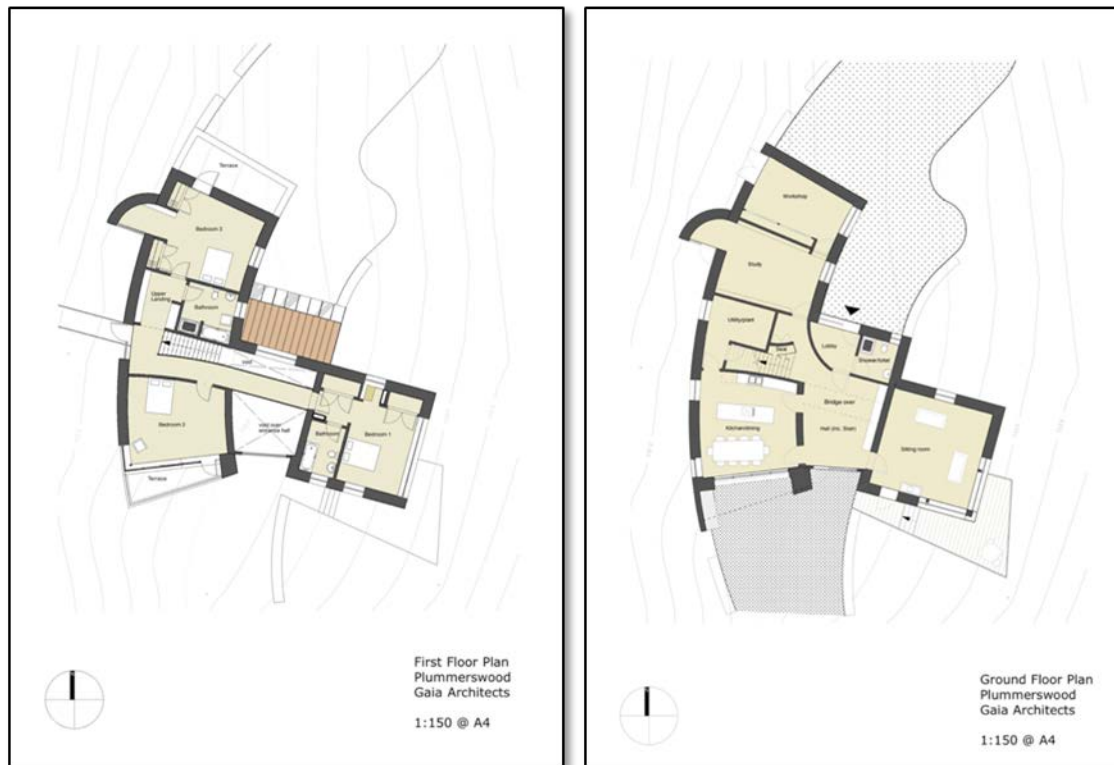 Terrace
Bedroom 3
Upper
Landing
Bathroom
void
Bedroom 2
void over
entrance hall
Bathroom
Bedroom 1
Terrace
First Floor Plan
Plummerswood
Gaia Architects
1:150 @ A4
Workshop
Study
Utility/plant
Lobby
Shower/toilet
Bridge over
Kitchen/dining
Hall (inc. Stair)
Sitting room
Ground Floor Plan
Plummerswood
Gaia Architects
1:150 @ A4